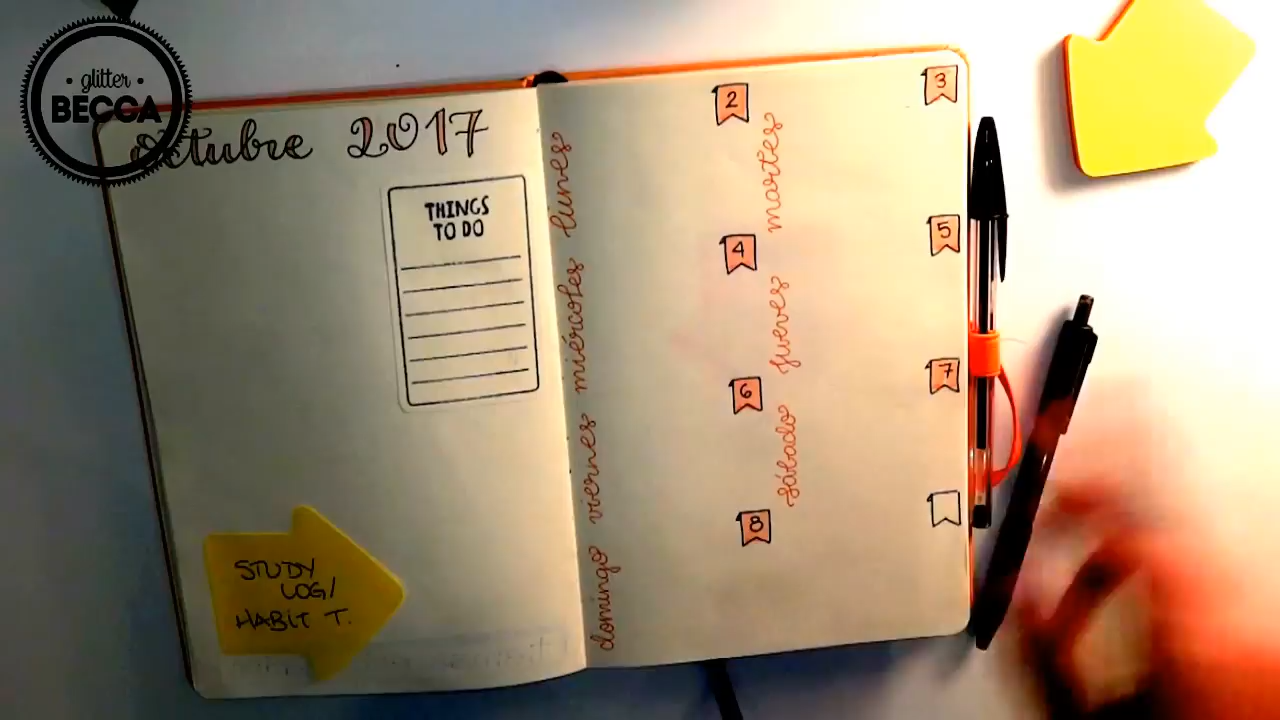 glitter
BECCA
octubre 2017
THINGS
TO DO
STUDY
LOG/
HABIT T.
lunes
2
martes
3
miércoles
4
jueves
5
viernes
6
sábado
7
domingo
8